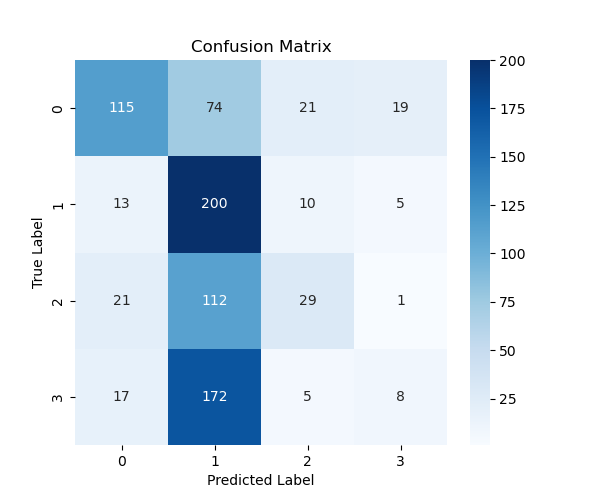 Confusion Matrix
0 115 74 21 19
1 13 200 10 5
2 21 112 29 1
3 17 172 5 8
0 1 2 3
Predicted Label
True Label
200
175
150
125
100
75
50
25